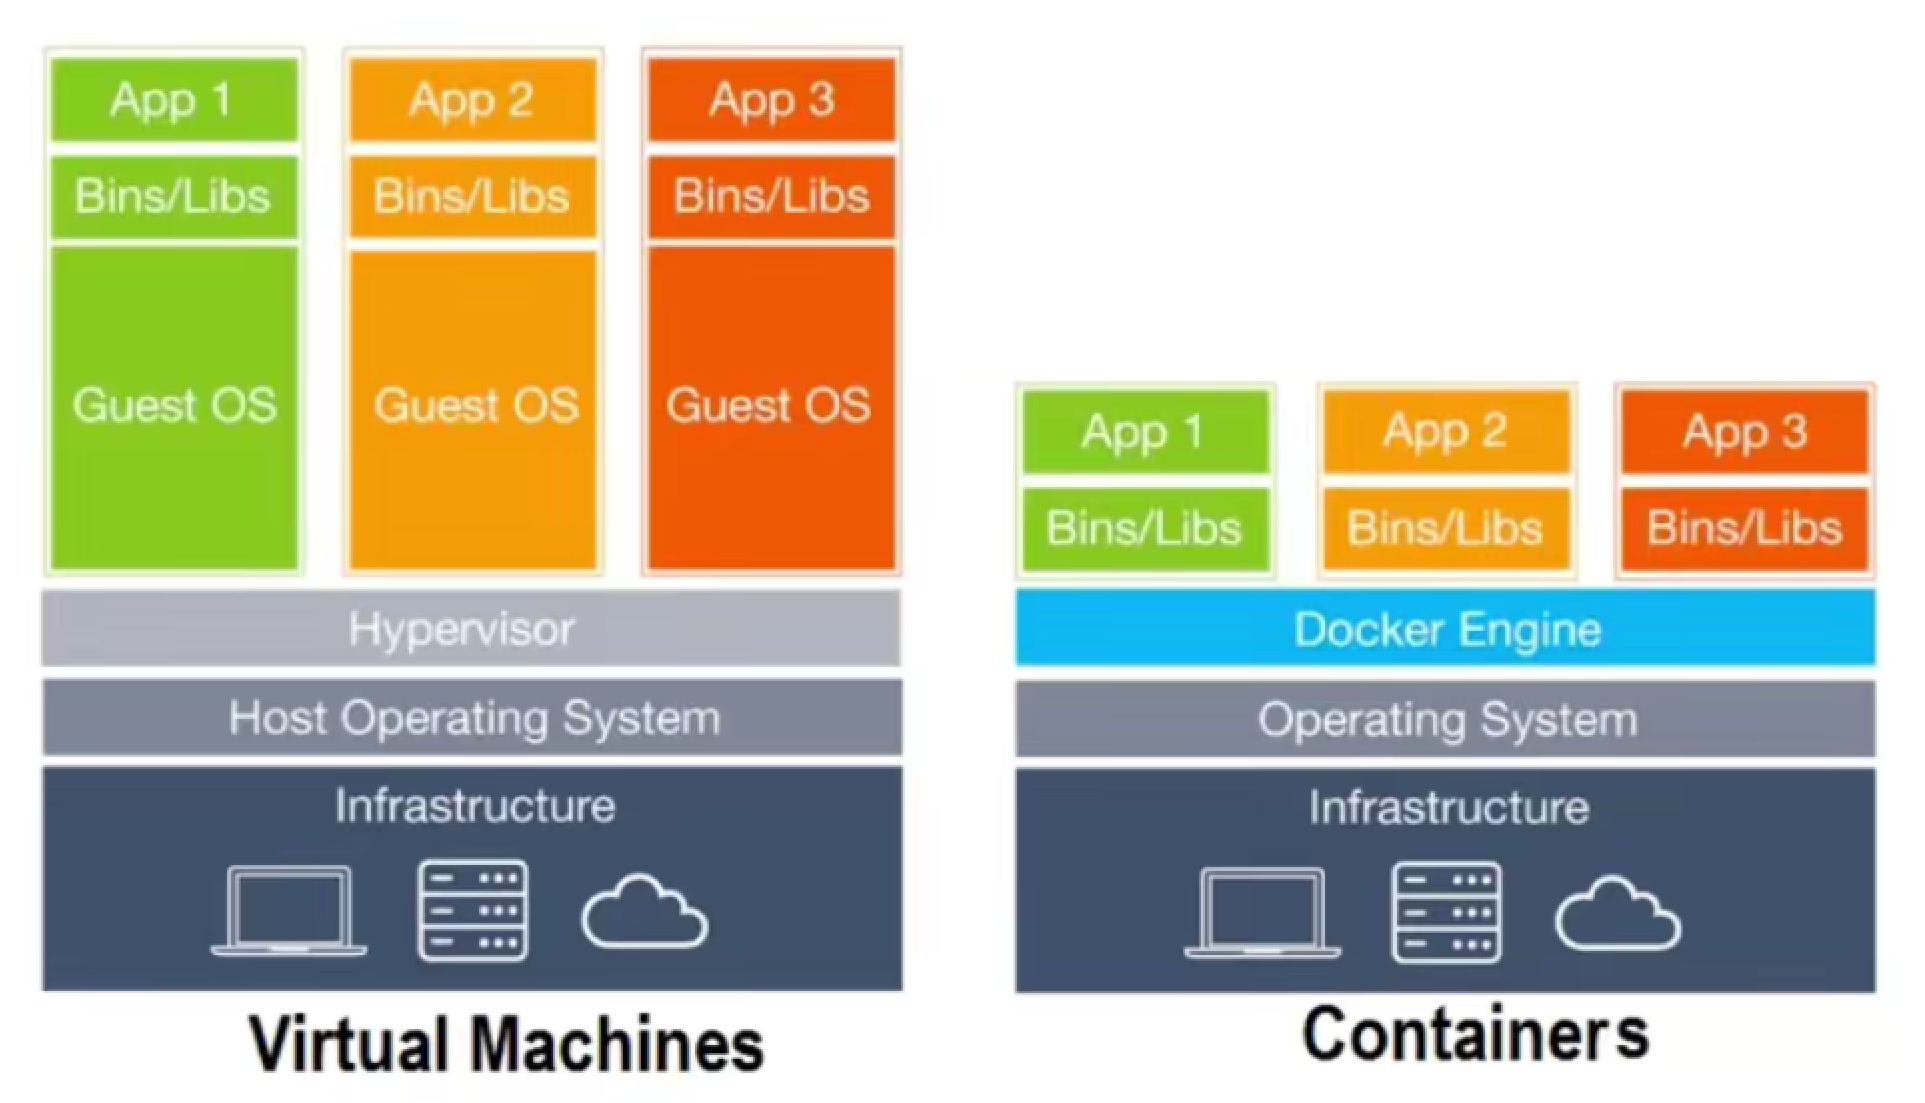 App 1
App 2
App 3
Bins/Libs
Bins/Libs
Bins/Libs
Guest OS
Guest OS
Guest OS
Hypervisor
Host Operating System
Infrastructure
Virtual Machines
App 1
App 2
App 3
Bins/Libs
Bins/Libs
Bins/Libs
Docker Engine
Operating System
Infrastructure
Containers